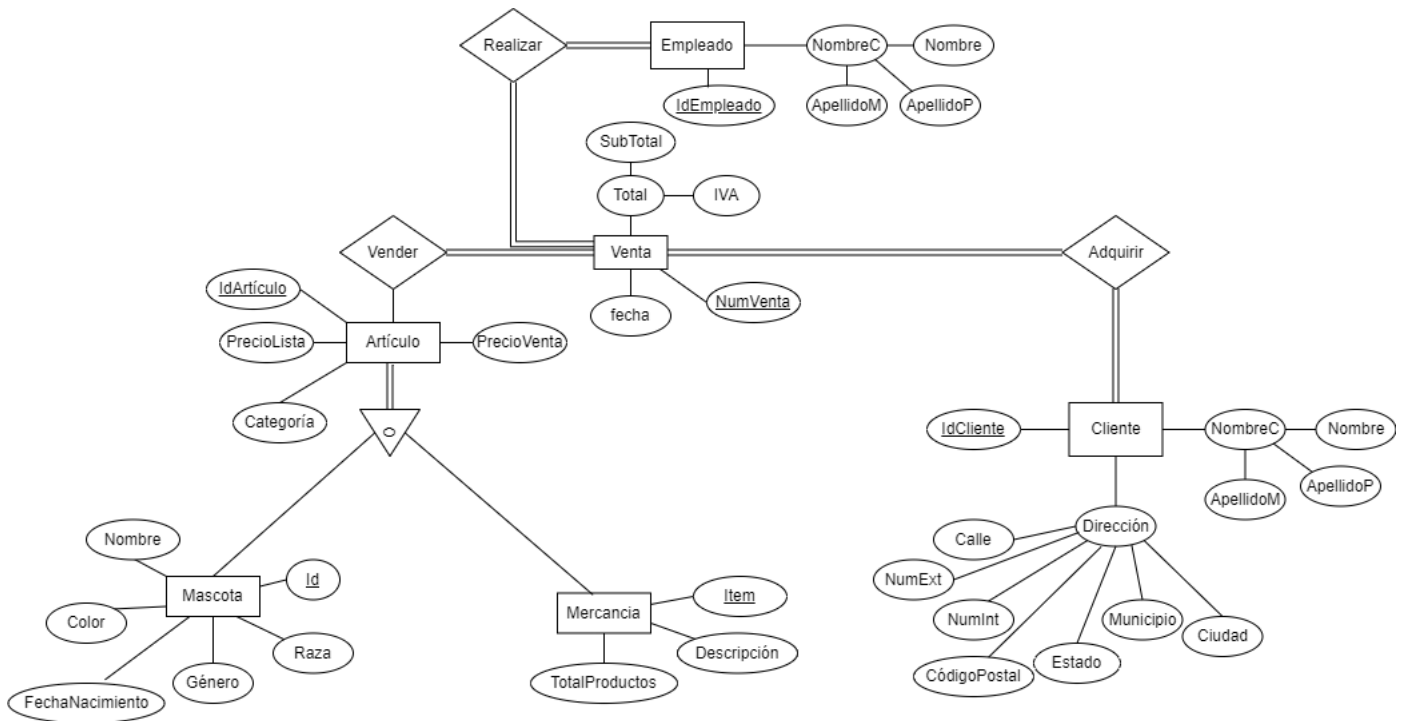 Realizar
Empleado
NombreC
Nombre
IdEmpleado
ApellidoM
ApellidoP
SubTotal
Total
IVA
Vender
Venta
Adquirir
IdArtículo
fecha
NumVenta
PrecioLista
Artículo
PrecioVenta
Categoría
o
IdCliente
Cliente
NombreC
Nombre
ApellidoM
ApellidoP
Dirección
Calle
NumExt
NumInt
CódigoPostal
Estado
Municipio
Ciudad
Nombre
Id
Mascota
Color
Raza
Género
FechaNacimiento
Item
Mercancia
Descripción
TotalProductos